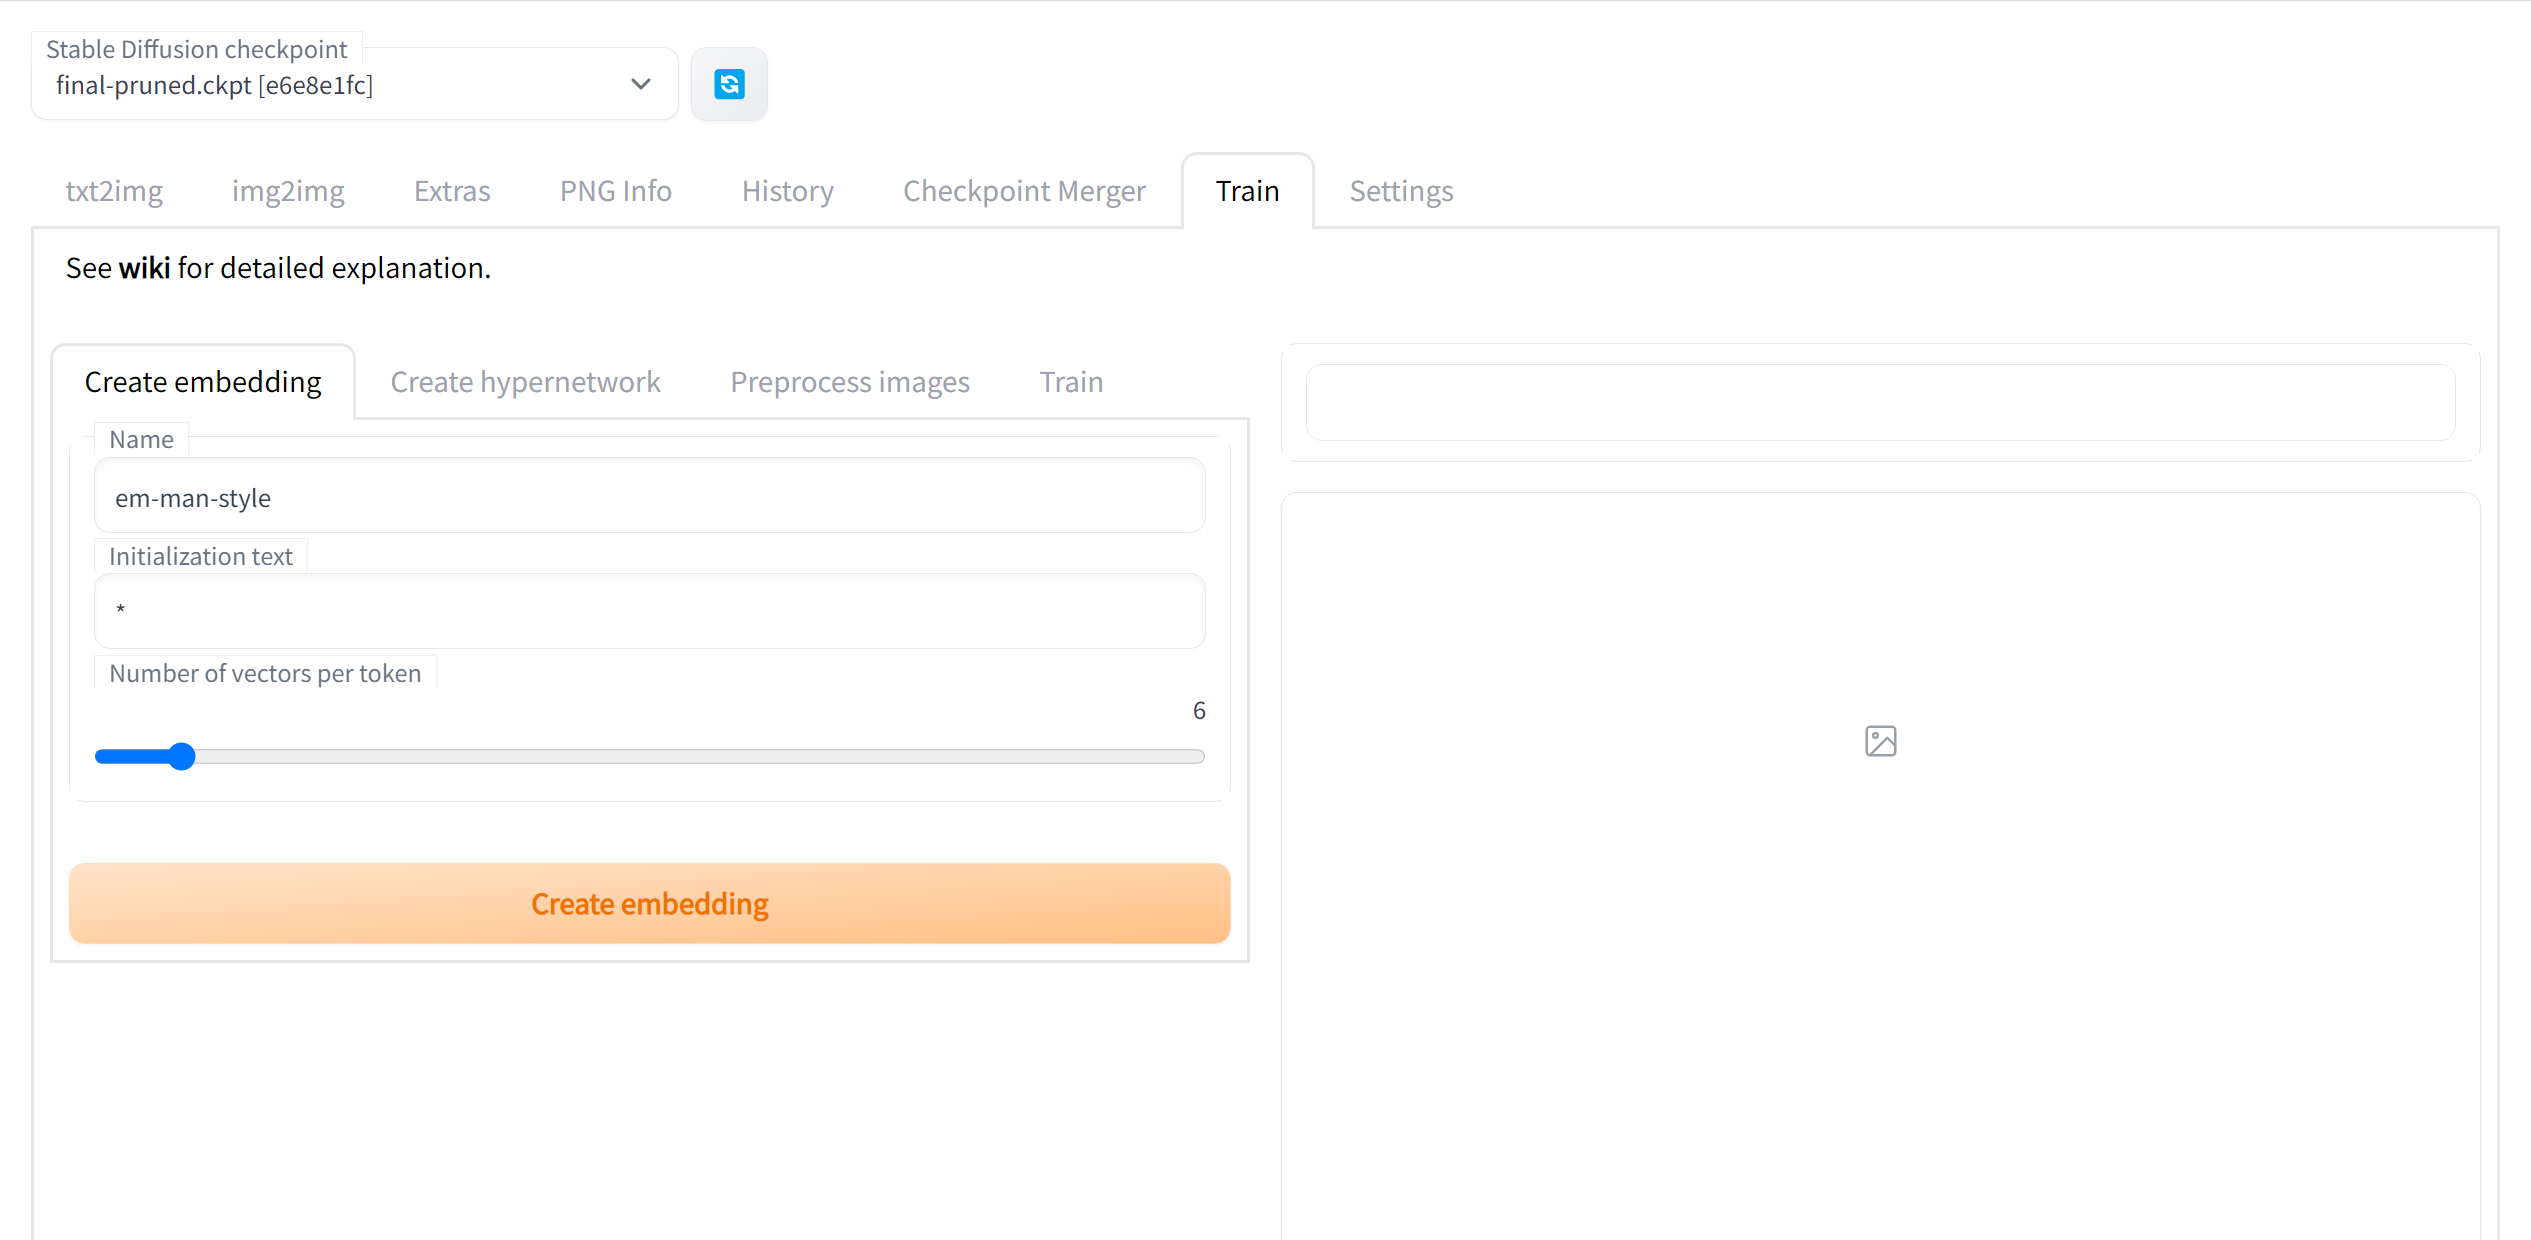 Stable Diffusion checkpoint
final-pruned.ckpt [e6e8e1fc]
txt2img img2img Extras PNG Info History Checkpoint Merger Train Settings
See wiki for detailed explanation.
Create embedding Create hypernetwork Preprocess images Train
Name
em-man-style
Initialization text
*
Number of vectors per token
6
Create embedding